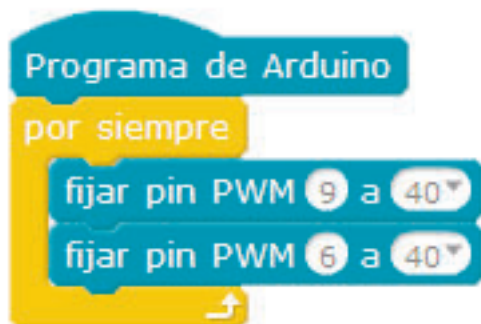 Programa de Arduino
por siempre
fijar pin PWM 9 a 40
fijar pin PWM 6 a 40